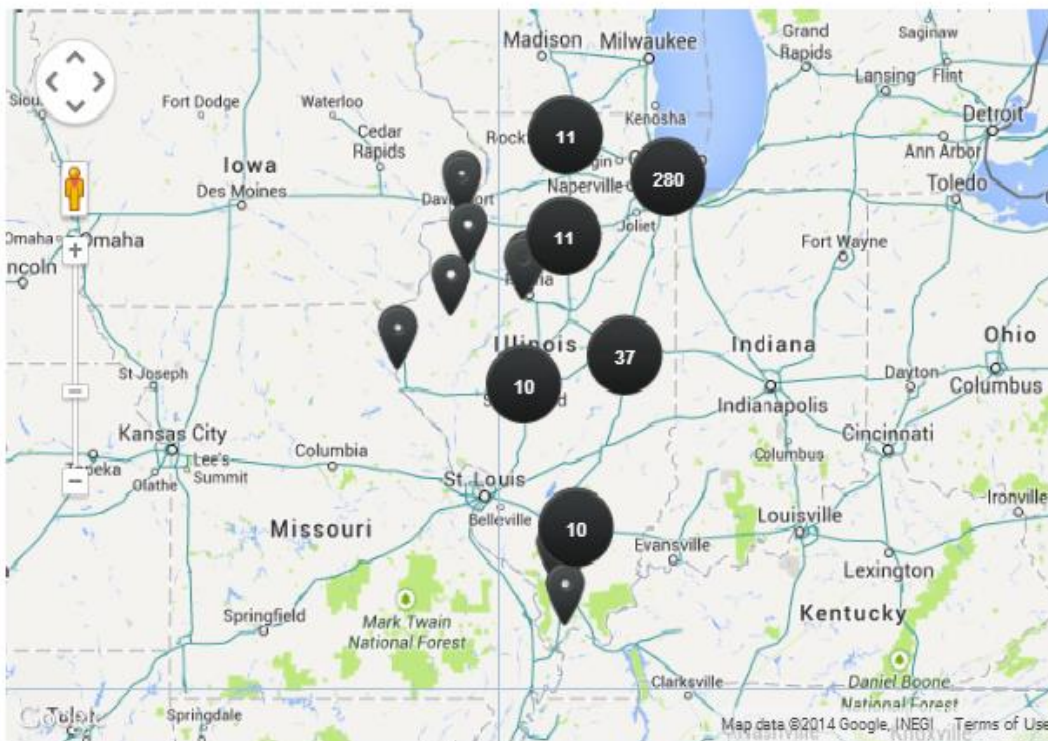 Madison
Milwaukee
Grand
Rapids
Saginaw
Lansing
Flint
Fort Dodge
Waterloo
Kenosha
Detroit
Cedar
Rapids
11
Ann Arbor
Iowa
Des Moines
Naperville
280
Toledo
Omaha
Omaha
Joliet
11
Fort Wayne
Illinois
37
Indiana
Ohio
St Joseph
10
Dayton
Columbus
Indianapolis
Kansas City
Columbia
Cincinnati
Lee's
Summit
Columbus
Olathe
St. Louis
Belleville
Ironville
Missouri
10
Louisville
Evansville
Lexington
Springfield
Mark Twain
National Forest
Kentucky
Daniel Boone
National Forest
Clarksville
Springdale
Map data ©2014 Google, INEGI
Terms of Use